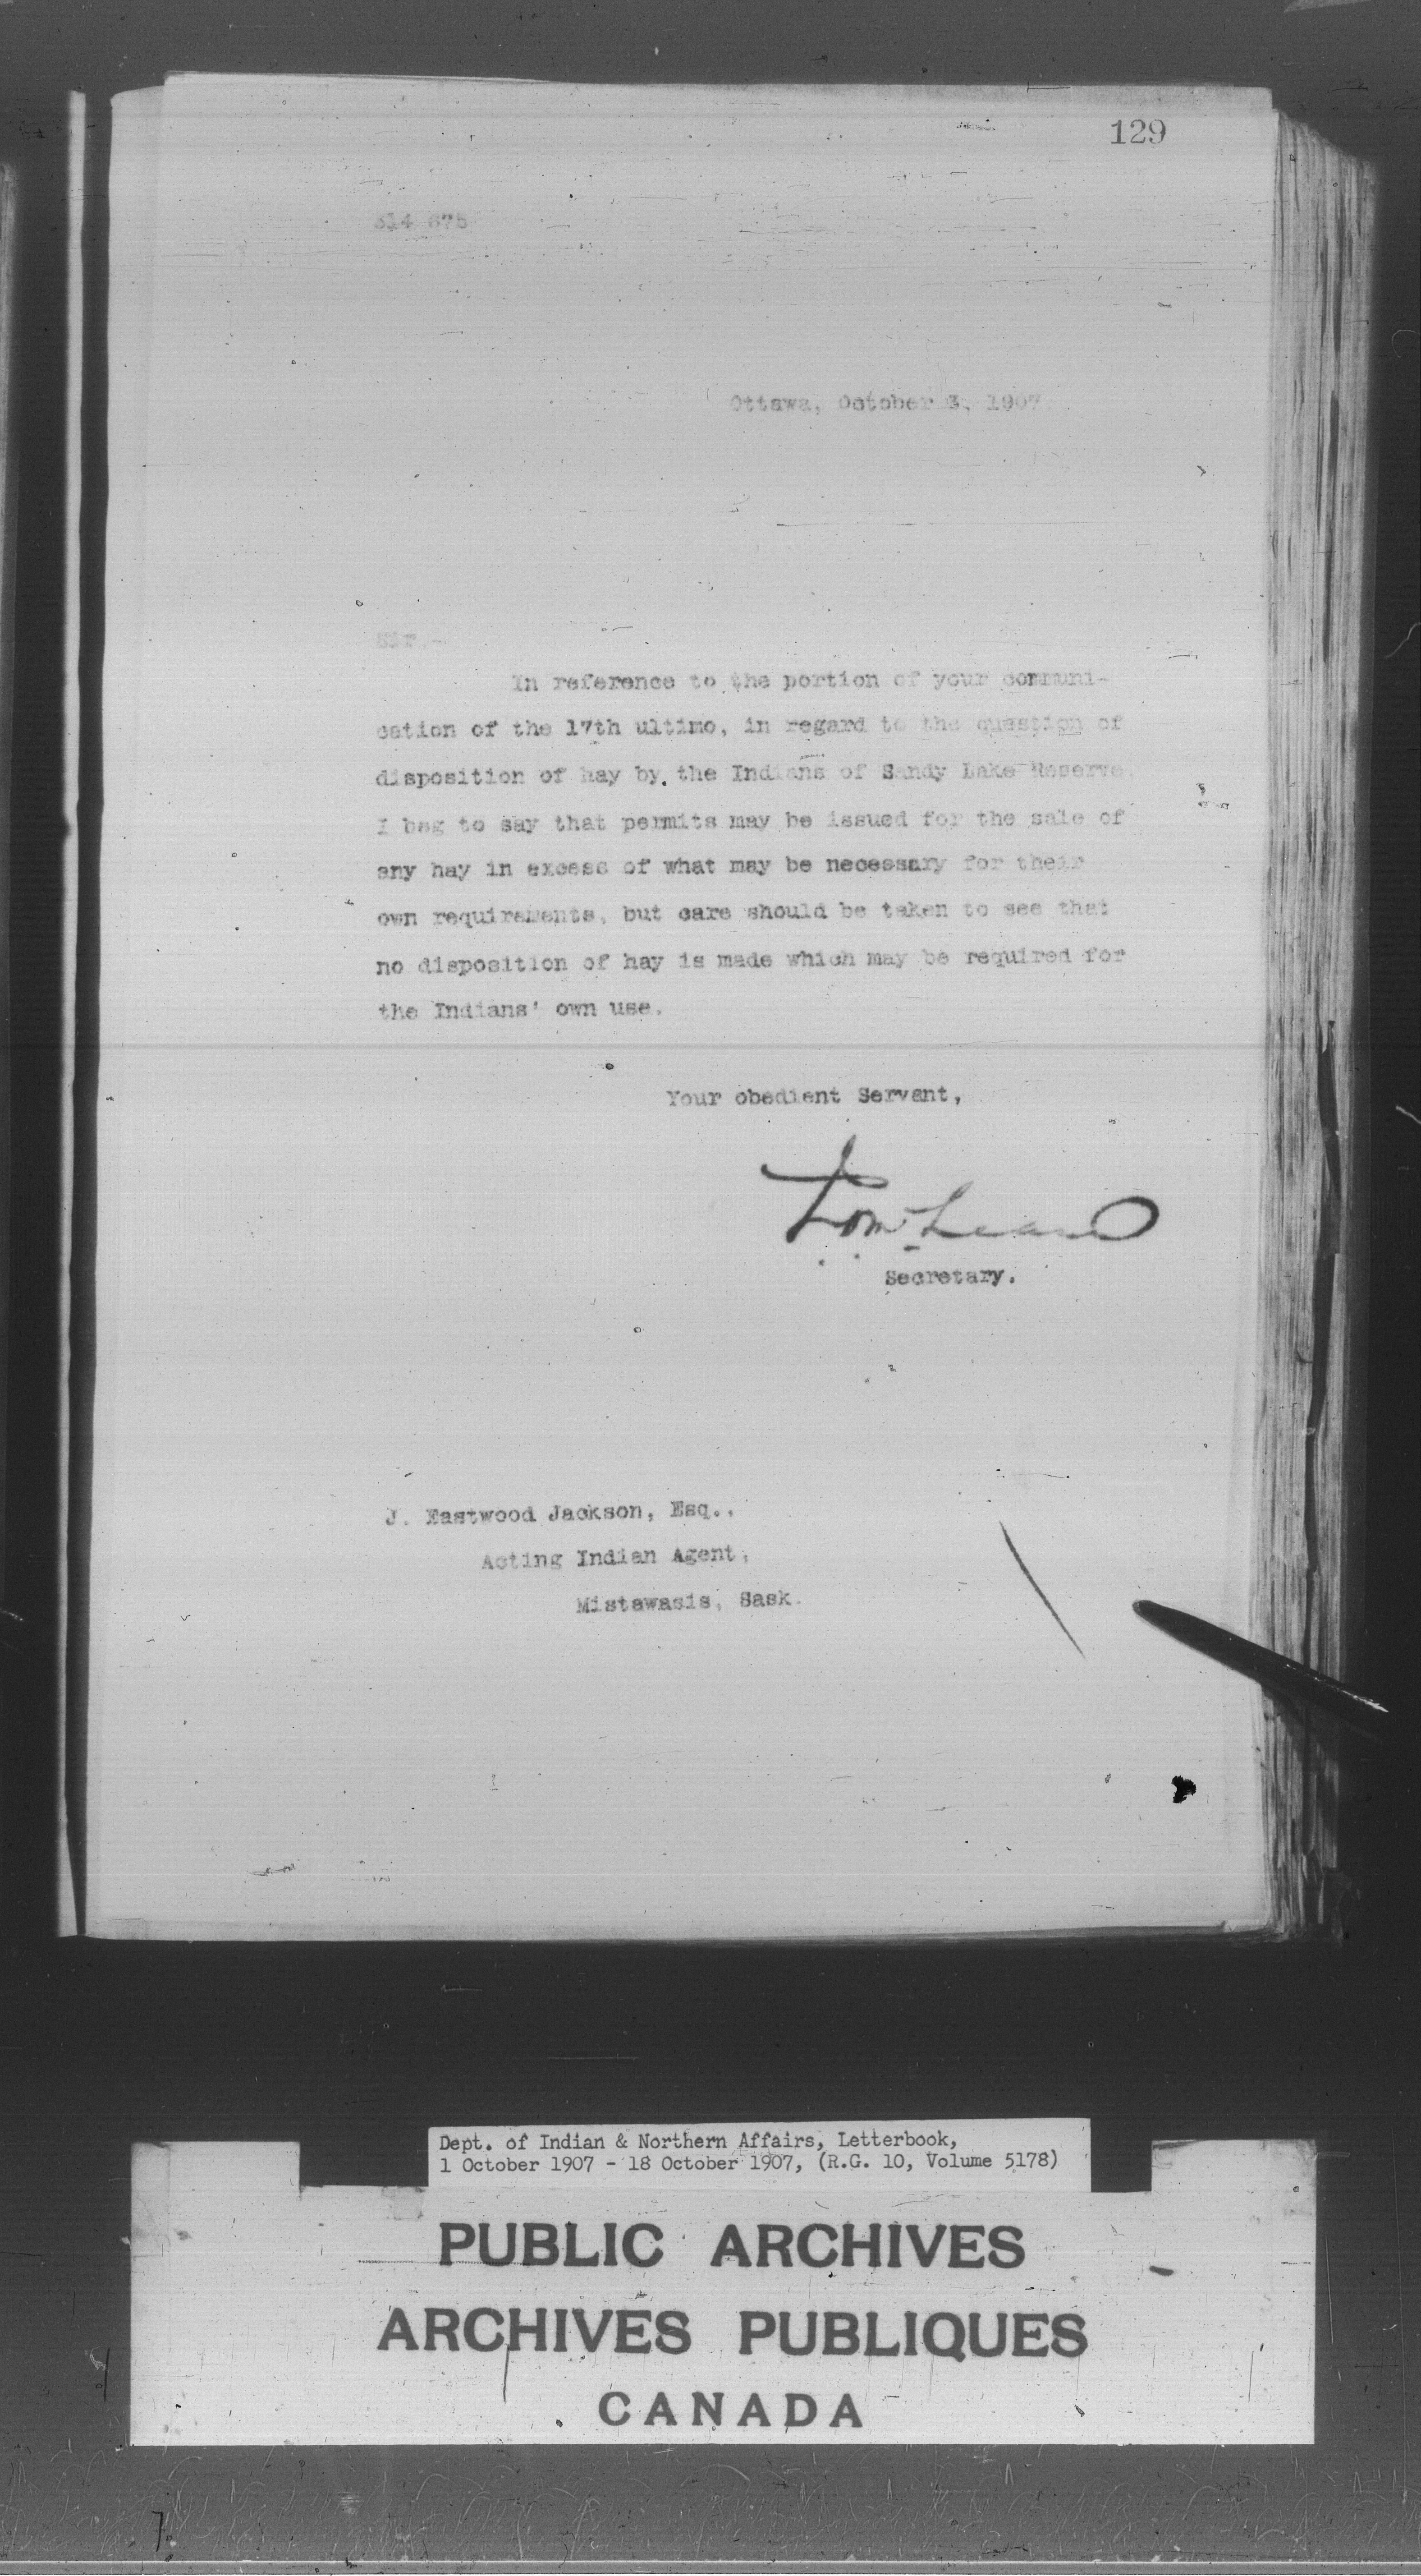 129
314 675
Ottawa, October 3, 1907.
Sir,-
In reference to the portion of your communi-
cation of the 17th ultimo, in regard to the question of
disposition of hay by the Indians of Sandy Lake Reserve,
I beg to say that permits may be issued for the sale of
any hay in excess of what may be necessary for their
own requirements, but care should be taken to see that
no disposition of hay is made which may be required for
the Indians' own use.
Your obedient Servant,
Secretary.
J. Eastwood Jackson, Esq.,
Acting Indian Agent,
Mistawasis, Sask.
Dept. of Indian & Northern Affairs, Letterbook,
1 October 1907 - 18 October 1907, (R.G. 10, Volume 5178)
PUBLIC ARCHIVES
ARCHIVES PUBLIQUES
CANADA